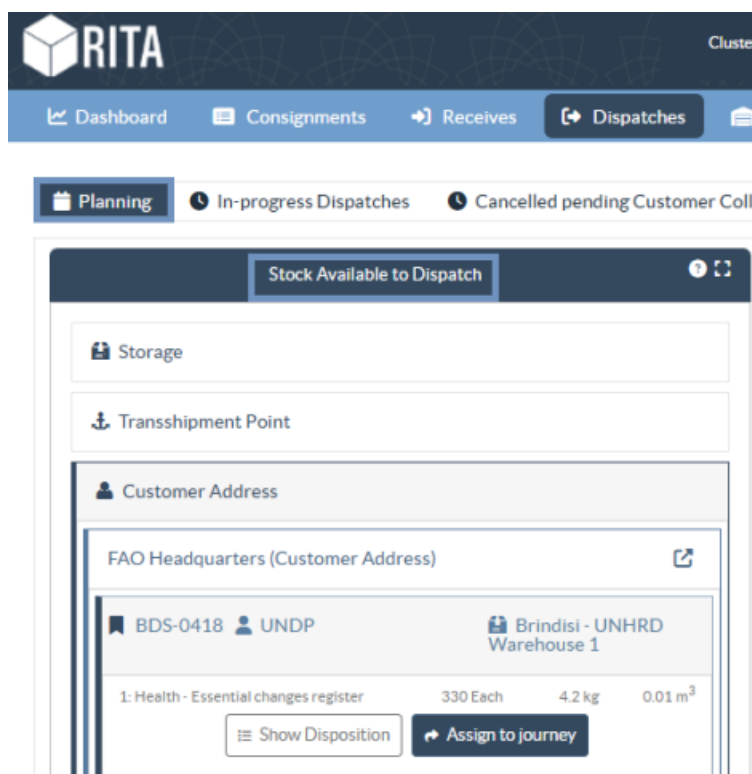 RITA
Cluste
Dashboard Consignments Receives Dispatches
Planning In-progress Dispatches Cancelled pending Customer Coll
Stock Available to Dispatch
Storage
Transshipment Point
Customer Address
FAO Headquarters (Customer Address)
BDS-0418 UNDP Brindisi - UNHRD
Warehouse 1
1: Health - Essential changes register 330 Each 4.2 kg 0.01 m³
Show Disposition Assign to journey